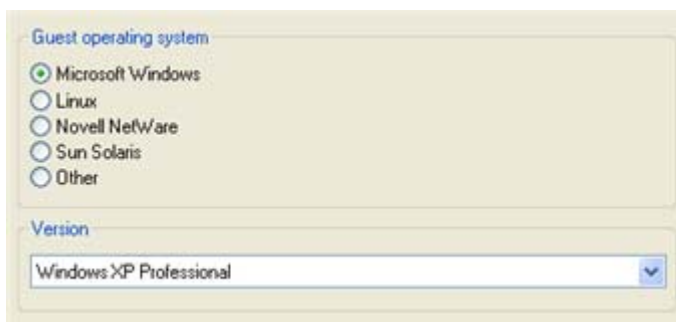 Guest operating system
Microsoft Windows
Linux
Novell NetWare
Sun Solaris
Other
Version
Windows XP Professional